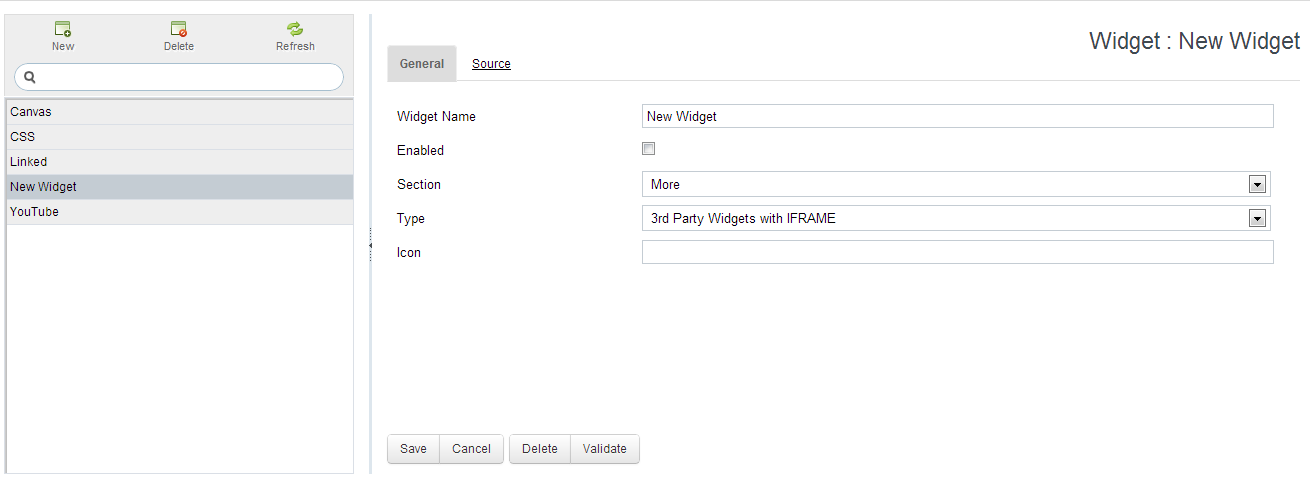 New Delete Refresh
Canvas
CSS
Linked
New Widget
YouTube
Widget : New Widget
General Source
Widget Name New Widget
Enabled
Section More
Type 3rd Party Widgets with IFRAME
Icon
Save Cancel Delete Validate